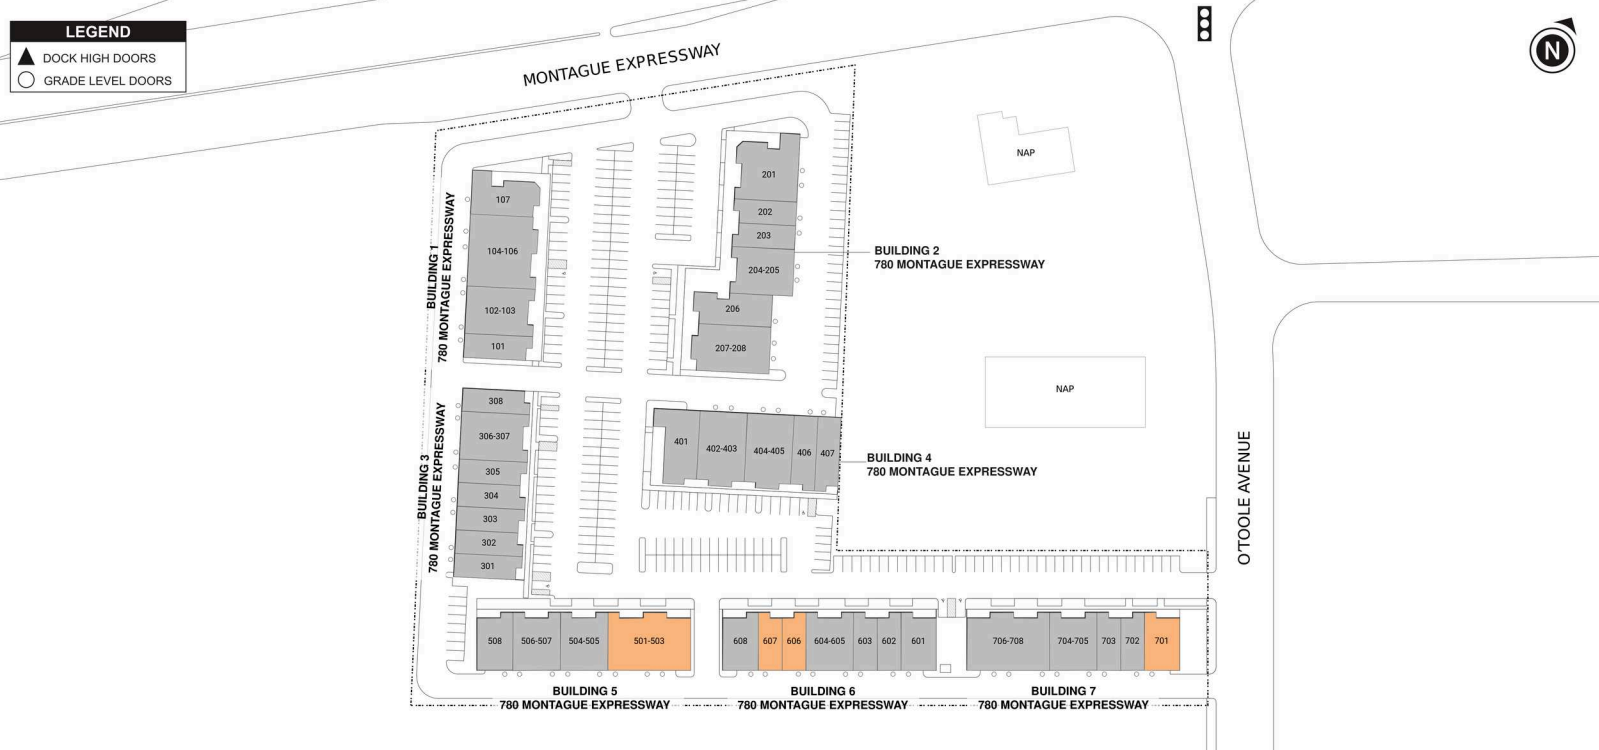 LEGEND
DOCK HIGH DOORS
GRADE LEVEL DOORS
MONTAGUE EXPRESSWAY
N
NAP
201
107
202
203
104-106
BUILDING 2
780 MONTAGUE EXPRESSWAY
204-205
BUILDING 1
780 MONTAGUE EXPRESSWAY
102-103
206
101
207-208
NAP
308
306-307
401
402-403
404-405
406
407
BUILDING 4
780 MONTAGUE EXPRESSWAY
305
304
303
302
301
BUILDING 3
780 MONTAGUE EXPRESSWAY
O'TOOLE AVENUE
508
506-507
504-505
501-503
608
607
606
604-605
603
602
601
706-708
704-705
703
702
701
BUILDING 5
780 MONTAGUE EXPRESSWAY
BUILDING 6
780 MONTAGUE EXPRESSWAY
BUILDING 7
780 MONTAGUE EXPRESSWAY